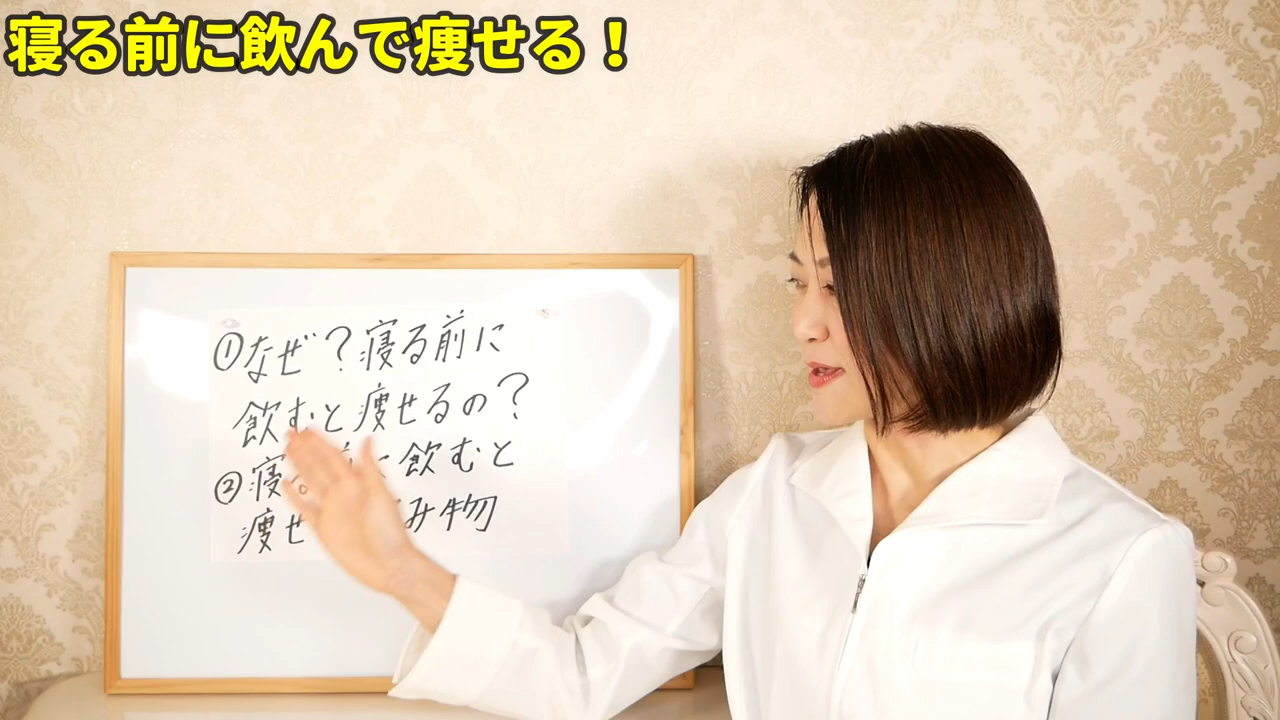 寝る前に飲んで痩せる！
①なぜ？寝る前に
飲むと痩せるの？
②寝 飲むと
痩せ み物